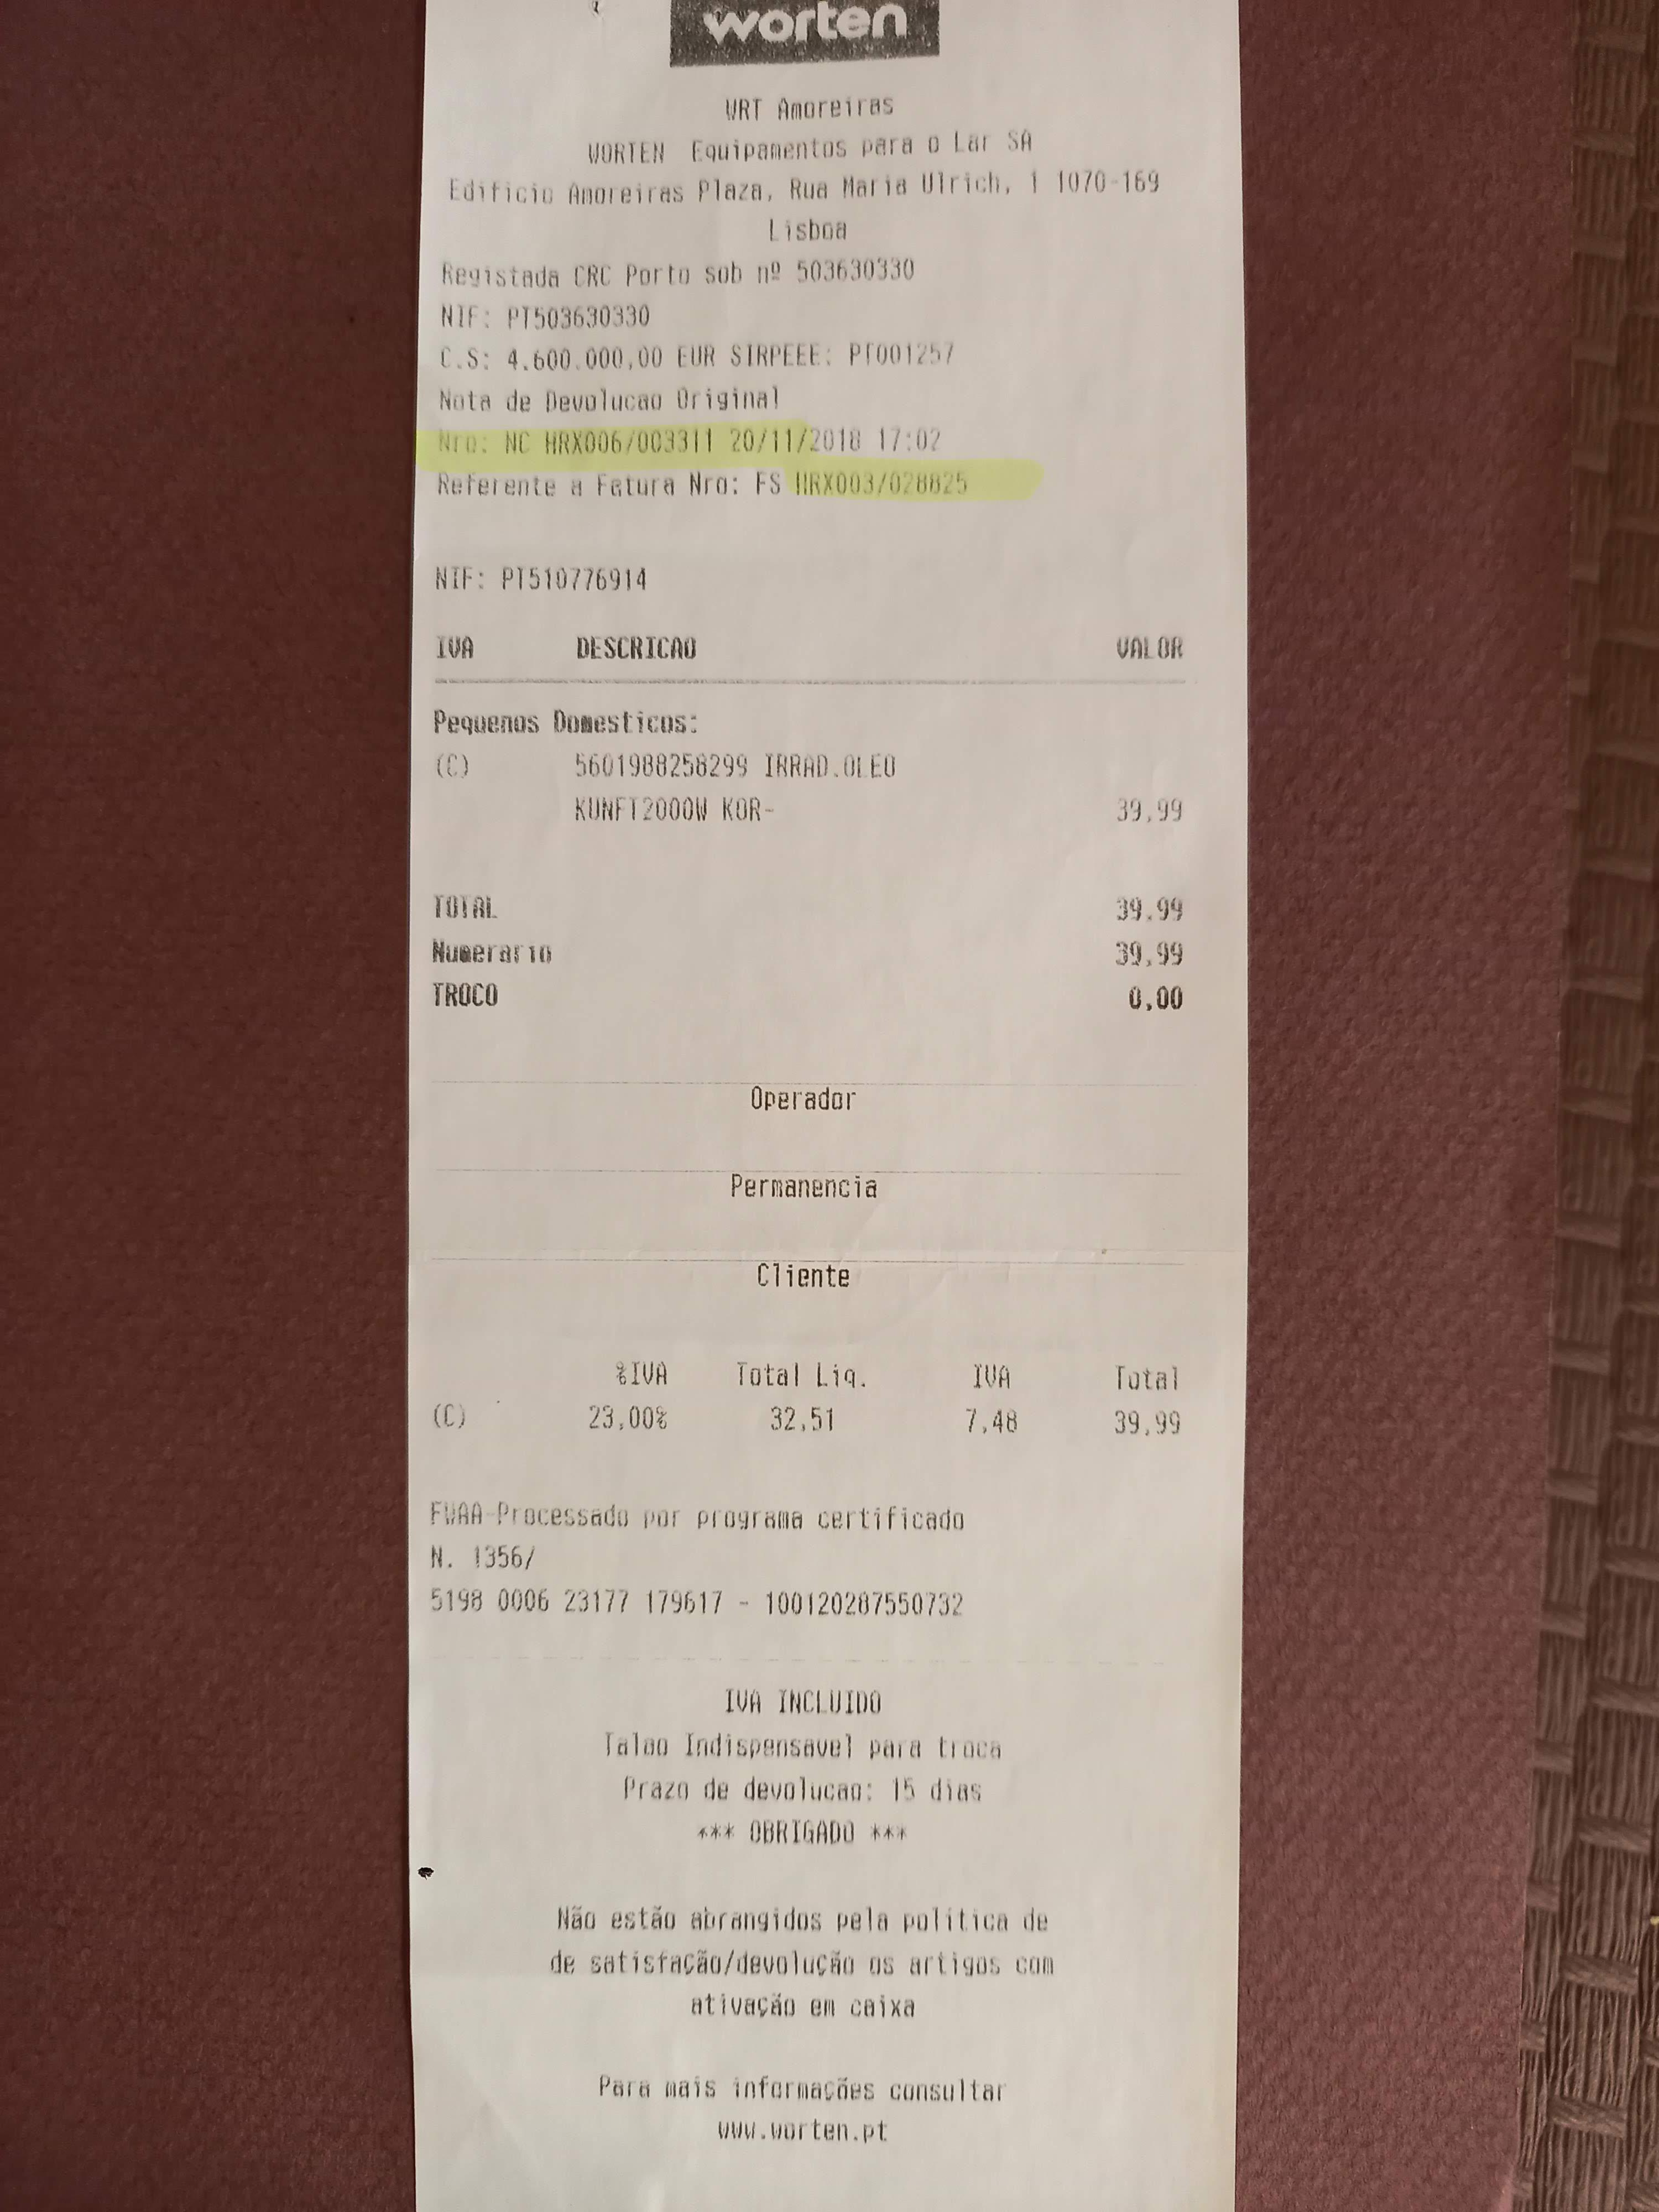 worten
WRT Amoreiras
WORTEN Equipamentos para o Lar SA
Edificio Amoreiras Plaza, Rua Maria Ulrich, 1 1070-169
Lisboa
Registada CRC Porto sob nº 503630330
NIF: PT503630330
C.S: 4.600.000,00 EUR SIRPEEE: PT001257
Nota de Devolucao Original
Nro: NC HRX006/003311 20/11/2018 17:02
Referente a Fatura Nro: FS HRX003/028825
NIF: PT510776914
IVA DESCRICAO VALOR
Pequenos Domesticos:
(C) 5601988258299 IRRAD.OLEO
KUNFT2000W KOR- 39,99
TOTAL 39,99
Numerario 39,99
TROCO 0,00
Operador
Permanencia
Cliente
%IVA Total Liq. IVA Total
(C) 23,00% 32,51 7,48 39,99
FWAA-Processado por programa certificado
N. 1356/
5198 0006 23177 179617 - 100120287550732
IVA INCLUIDO
Talao Indispensavel para troca
Prazo de devolucao: 15 dias
*** OBRIGADO ***
Não estão abrangidos pela política de
de satisfação/devolução os artigos com
ativação em caixa
Para mais informações consultar
www.worten.pt